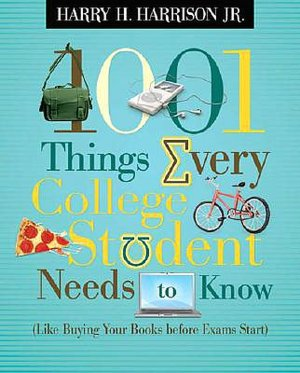 HARRY H. HARRISON JR.
1001
Things Every
College
Student
Needs to Know
(Like Buying Your Books before Exams Start)